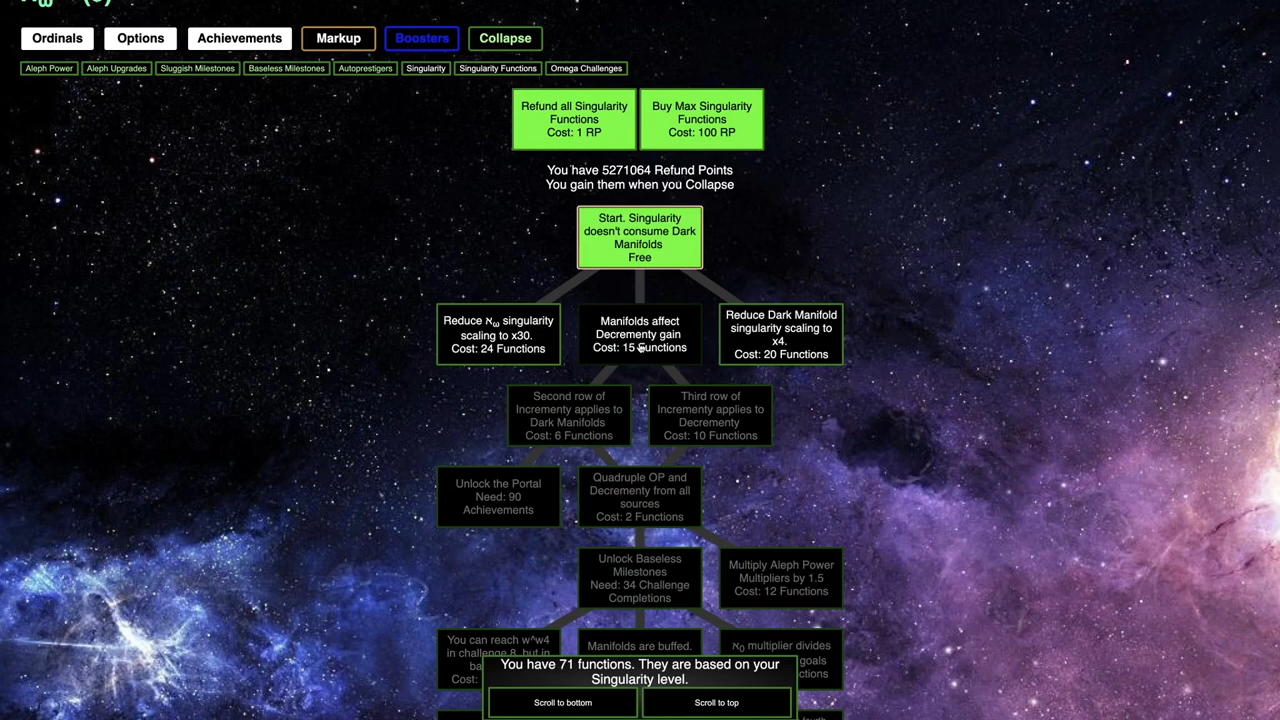 Ordinals
Options
Achievements
Markup
Boosters
Collapse
Aleph Power
Aleph Upgrades
Sluggish Milestones
Baseless Milestones
Autoprestigers
Singularity
Singularity Functions
Omega Challenges
Refund all Singularity
Functions
Cost: 1 RP
Buy Max Singularity
Functions
Cost: 100 RP
You have 5271064 Refund Points
You gain them when you Collapse
Start. Singularity
doesn't consume Dark
Manifolds
Free
Reduce ℵω singularity
scaling to x30.
Cost: 24 Functions
Manifolds affect
Decrementy gain
Cost: 15 Functions
Reduce Dark Manifold
singularity scaling to
x4.
Cost: 20 Functions
Second row of
Incrementy applies to
Dark Manifolds
Cost: 6 Functions
Third row of
Incrementy applies to
Decrementy
Cost: 10 Functions
Unlock the Portal
Need: 90
Achievements
Quadruple OP and
Decrementy from all
sources
Cost: 2 Functions
Unlock Baseless
Milestones
Need: 34 Challenge
Completions
Multiply Aleph Power
Multipliers by 1.5
Cost: 12 Functions
You can reach w^w4
in challenge 8, but in
Cost:
Manifolds are buffed.
ℵ0 multiplier divides
goals
You have 71 functions. They are based on your
Singularity level.
Scroll to bottom
Scroll to top